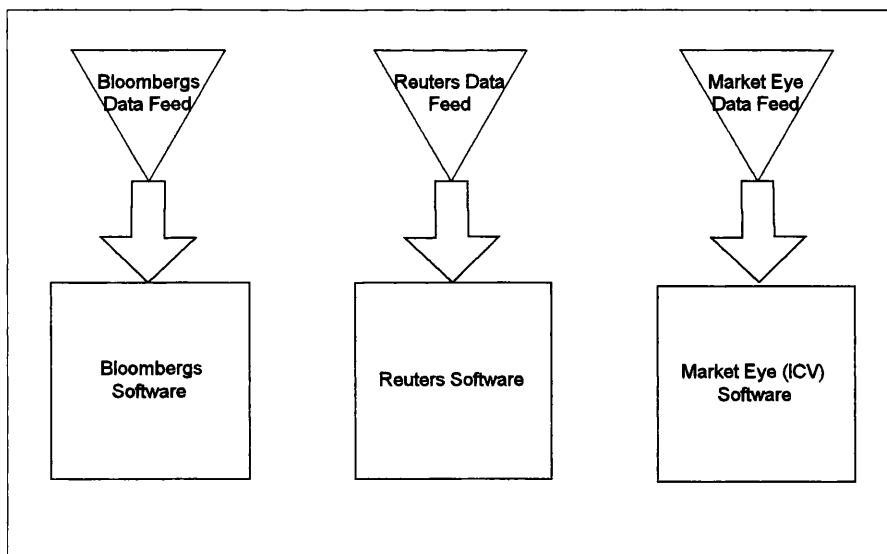 Bloombergs
Data Feed
Reuters Data
Feed
Market Eye
Data Feed
Bloombergs
Software
Reuters Software
Market Eye (ICV)
Software